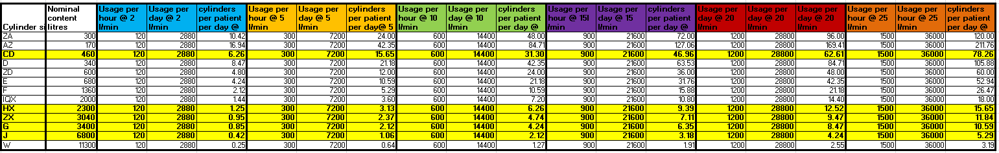 Nominal Usage per Usage per cylinders Usage per Usage per cylinders Usage per Usage per cylinders Usage per Usage per cylinders Usage per Usage per Usage per Usage per Usage per cylinders
content hour @ 2 day @ 2 per patient hour @ 5 day @ 5 per patient hour @ 10 day @ 10 per patient hour @ 15l day @ 15 per patient day @ 20 day @ 20 day @ 20 hour @ 25 hour @ 25 per patient
Cylinder si litres l/min l/min per day @ l/min l/min per day@ 5 l/min l/min per day @ l/min l/min per day @ l/min l/min l/min l/min l/min per day @
ZA 300 120 2880 10.42 300 7200 24.00 600 14400 48.00 900 21600 72.00 1200 28800 96.00 1500 36000 120.00
AZ 170 120 2880 16.94 300 7200 42.35 600 14400 84.71 900 21600 127.06 1200 28800 169.41 1500 36000 211.76
CD 460 120 2880 6.26 300 7200 15.65 600 14400 31.30 900 21600 46.96 1200 28800 62.61 1500 36000 78.26
D 340 120 2880 8.47 300 7200 21.18 600 14400 42.35 900 21600 63.53 1200 28800 84.71 1500 36000 105.88
ZD 600 120 2880 4.80 300 7200 12.00 600 14400 24.00 900 21600 36.00 1200 28800 48.00 1500 36000 60.00
E 680 120 2880 4.24 300 7200 10.59 600 14400 21.18 900 21600 31.76 1200 28800 42.35 1500 36000 52.94
F 1360 120 2880 2.12 300 7200 5.29 600 14400 10.59 900 21600 15.88 1200 28800 21.18 1500 36000 26.47
IQX 2000 120 2880 1.44 300 7200 3.60 600 14400 7.20 900 21600 10.80 1200 28800 14.40 1500 36000 18.00
HX 2300 120 2880 1.25 300 7200 3.13 600 14400 6.26 900 21600 9.39 1200 28800 12.52 1500 36000 15.65
ZX 3040 120 2880 0.95 300 7200 2.37 600 14400 4.74 900 21600 7.11 1200 28800 9.47 1500 36000 11.84
G 3400 120 2880 0.85 300 7200 2.12 600 14400 4.24 900 21600 6.35 1200 28800 8.47 1500 36000 10.59
J 6800 120 2880 0.42 300 7200 1.06 600 14400 2.12 900 21600 3.18 1200 28800 4.24 1500 36000 5.29
W 11300 120 2880 0.25 300 7200 0.64 600 14400 1.27 900 21600 1.91 1200 28800 2.55 1500 36000 3.19